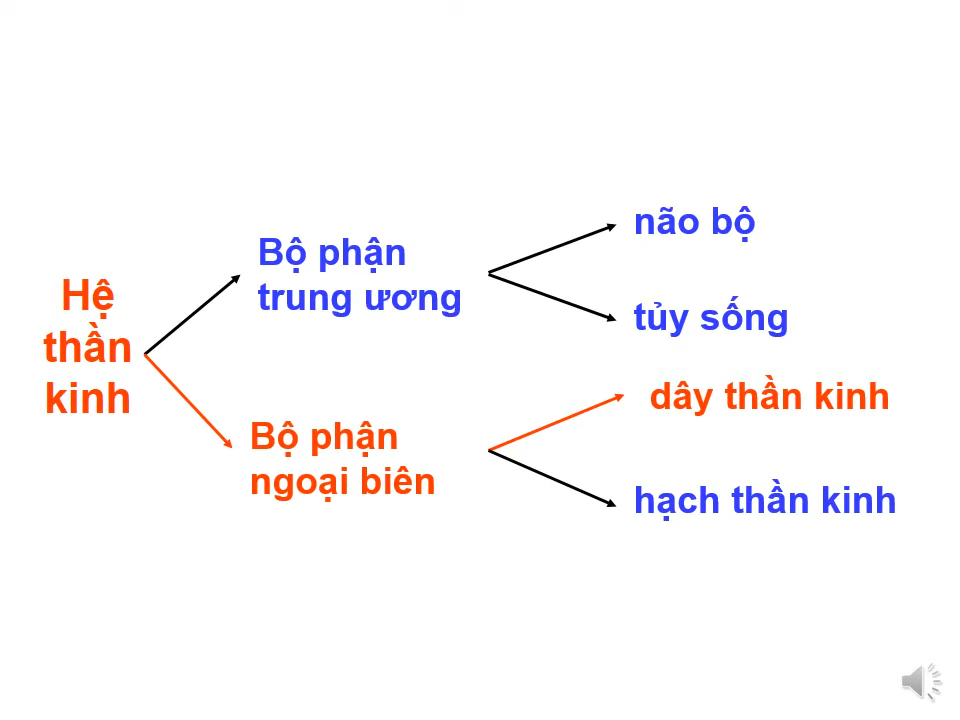 Hệ
thần
kinh
Bộ phận
trung ương
não bộ
tủy sống
Bộ phận
ngoại biên
dây thần kinh
hạch thần kinh